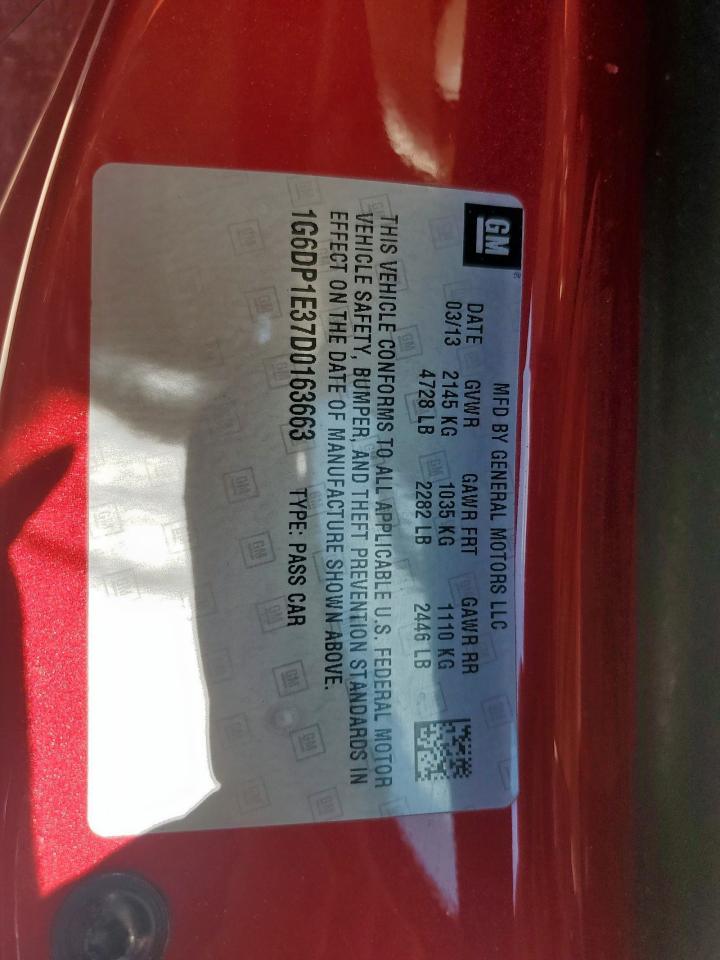 GM®
MFD BY GENERAL MOTORS LLC
DATE GVWR GAWR FRT GAWR RR
03/13 2145 KG 1035 KG 1110 KG
4728 LB 2282 LB 2446 LB
THIS VEHICLE CONFORMS TO ALL APPLICABLE U.S. FEDERAL MOTOR
VEHICLE SAFETY, BUMPER, AND THEFT PREVENTION STANDARDS IN
EFFECT ON THE DATE OF MANUFACTURE SHOWN ABOVE.
1G6DP1E37D0163663 TYPE: PASS CAR